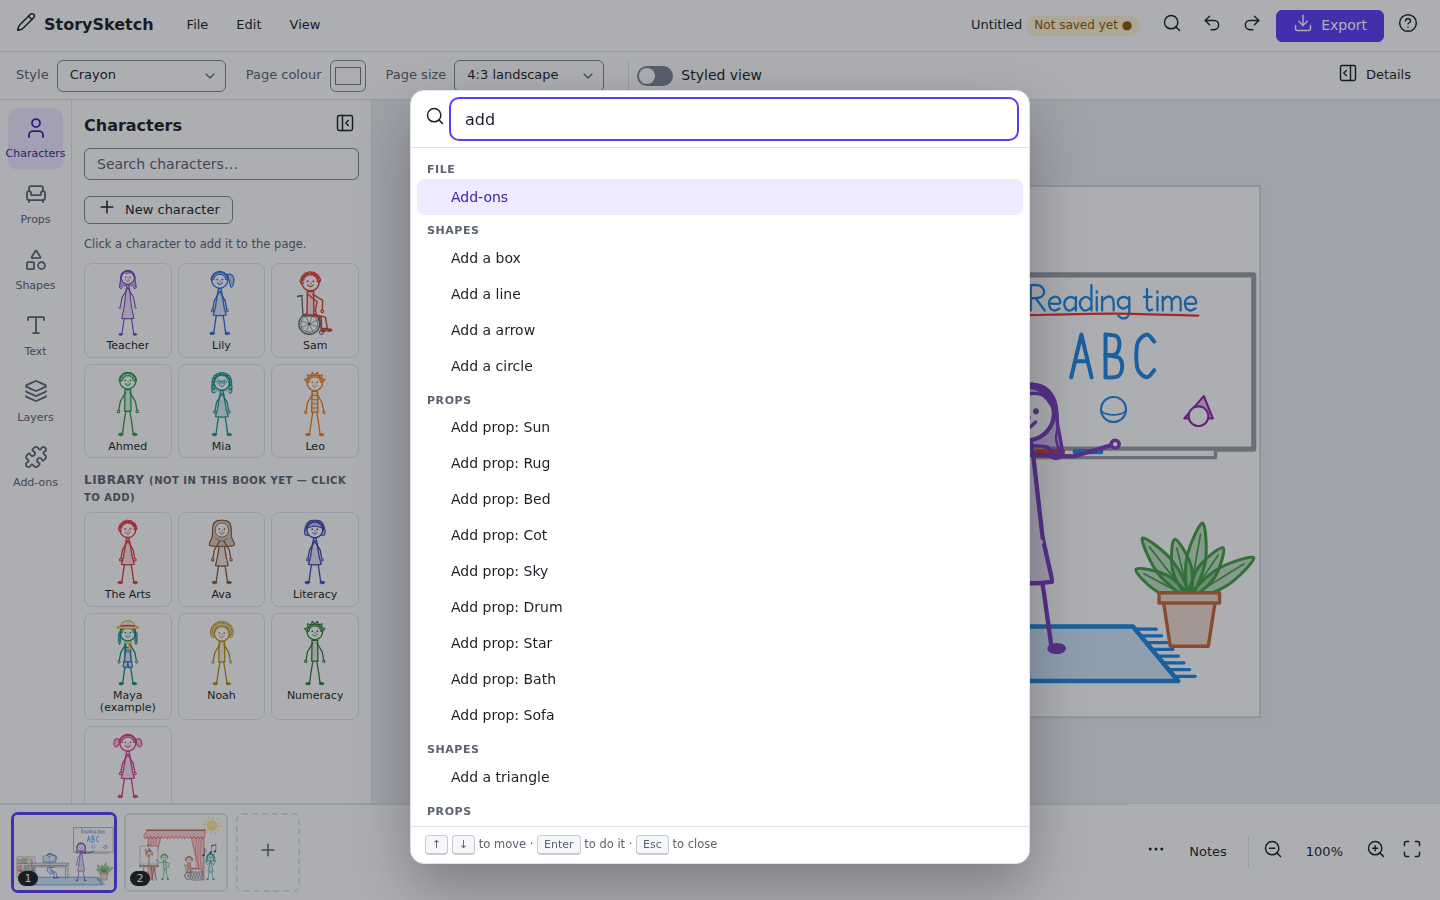 StorySketch File Edit View Untitled Not saved yet Export
Style Crayon Page colour Page size 4:3 landscape Styled view Details
Characters
Props
Shapes
Text
Layers
Add-ons
Characters
Search characters…
New character
Click a character to add it to the page.
Teacher Lily Sam
Ahmed Mia Leo
LIBRARY (NOT IN THIS BOOK YET — CLICK
TO ADD)
The Arts Ava Literacy
Maya
(example) Noah Numeracy
add
FILE
Add-ons
SHAPES
Add a box
Add a line
Add a arrow
Add a circle
PROPS
Add prop: Sun
Add prop: Rug
Add prop: Bed
Add prop: Cot
Add prop: Sky
Add prop: Drum
Add prop: Star
Add prop: Bath
Add prop: Sofa
SHAPES
Add a triangle
PROPS
↑ ↓ to move · Enter to do it · Esc to close
Reading time
ABC
Reading time
ABC
1
2
Notes 100%